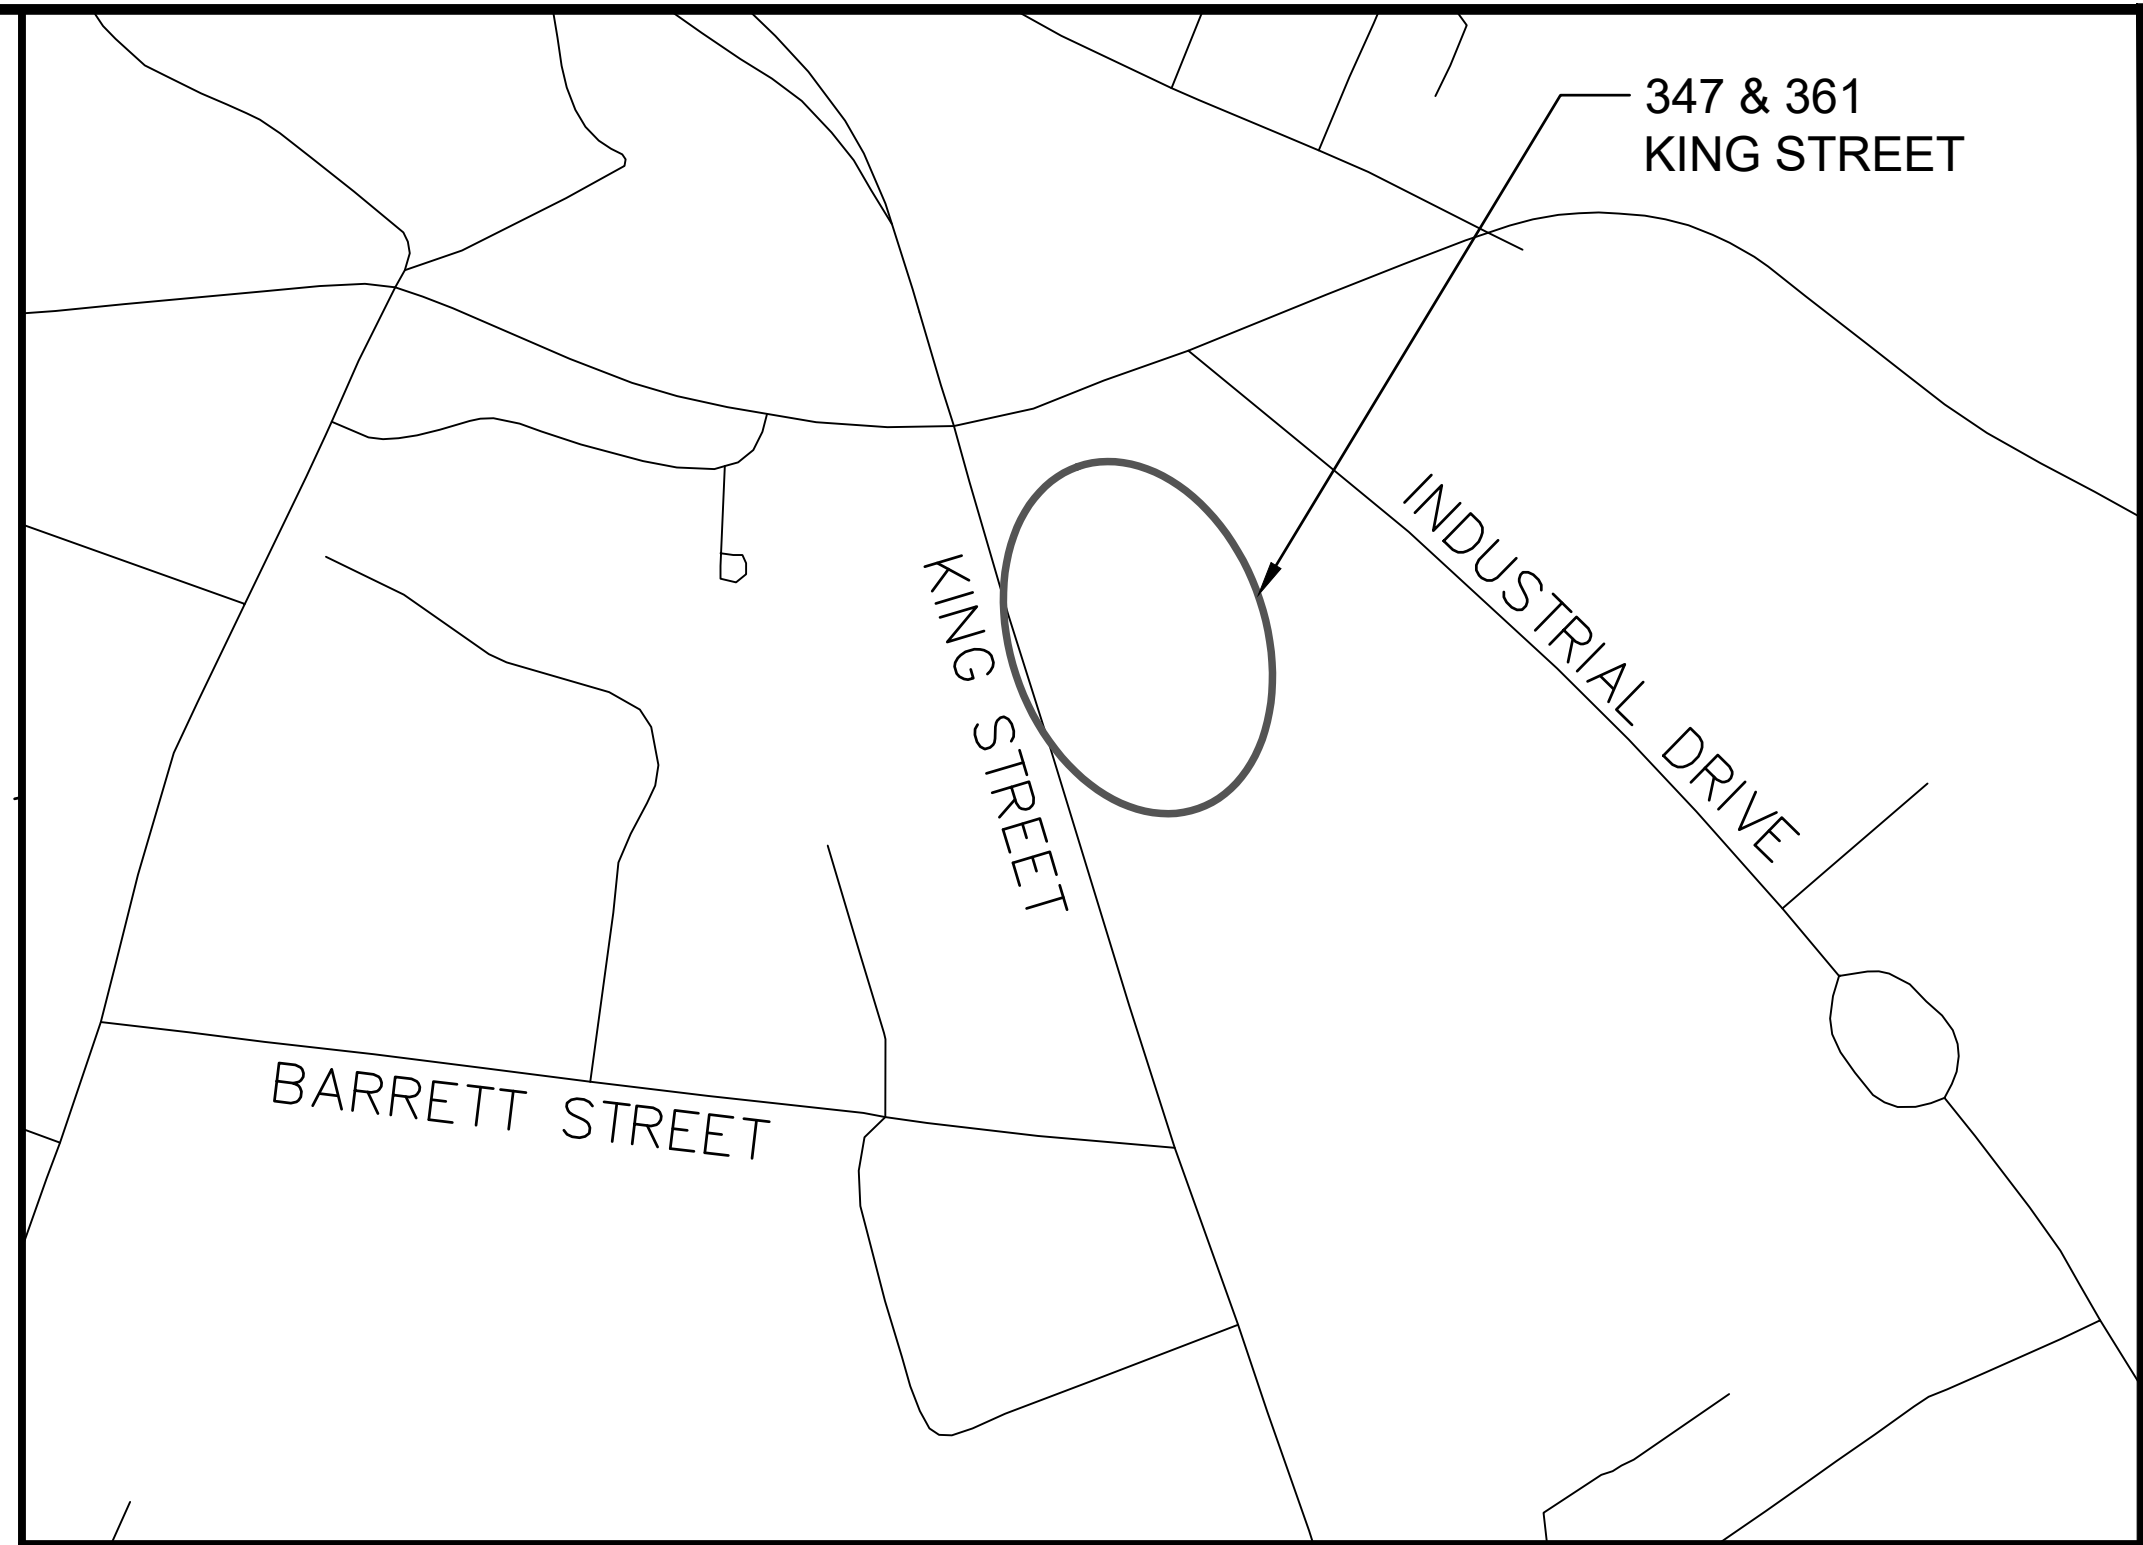 347 & 361
KING STREET
INDUSTRIAL DRIVE
KING STREET
BARRETT STREET